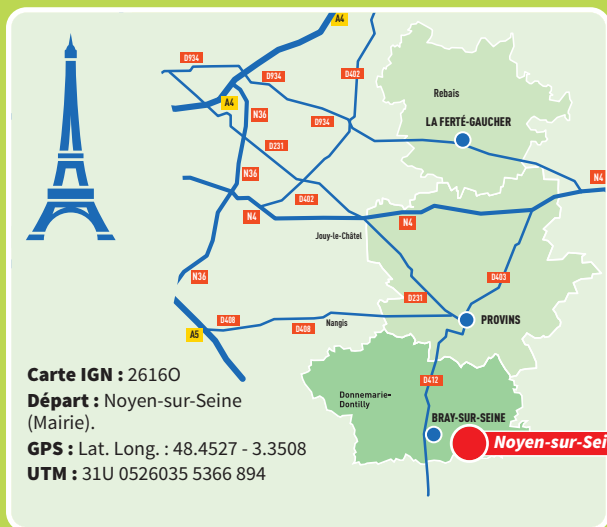 A4
D934
D402
D934
Rebais
A4
N36
D934
LA FERTÉ-GAUCHER
D231
N36
N4
D402
N4
N4
Jouy-le-Châtel
N36
D403
D231
D408
D408
Nangis
PROVINS
A5
Carte IGN : 2616O
Départ : Noyen-sur-Seine
(Mairie).
GPS : Lat. Long. : 48.4527 - 3.3508
UTM : 31U 0526035 5366 894
D412
Donnemarie-
Dontilly
BRAY-SUR-SEINE
Noyen-sur-Sei